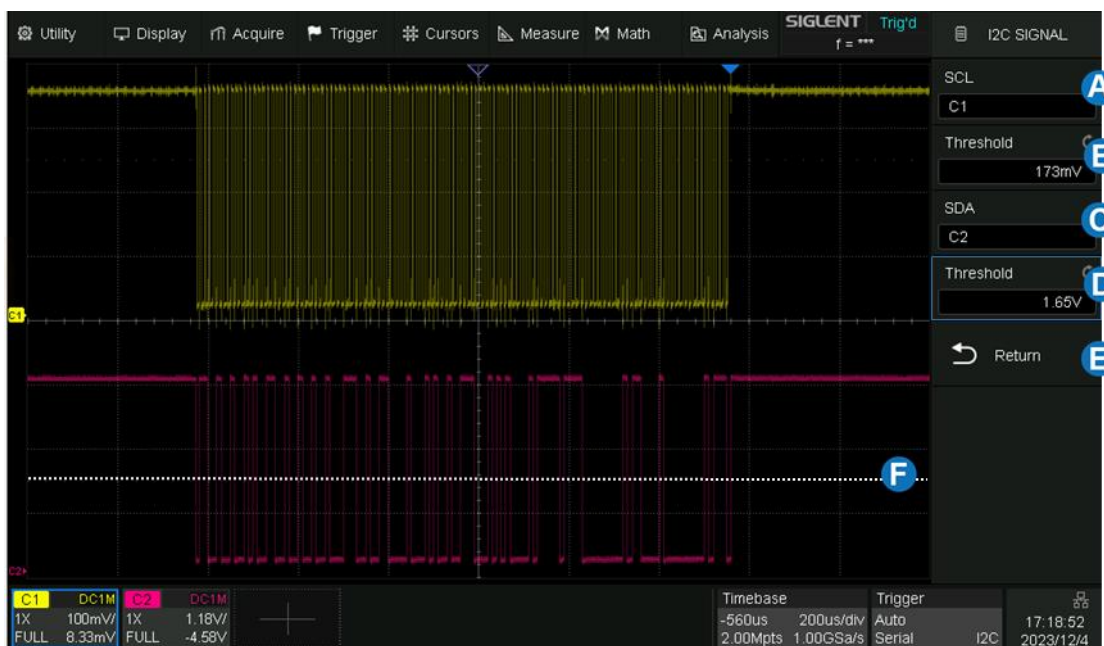 Utility Display Acquire Trigger Cursors Measure Math Analysis SIGLENT Trig'd I2C SIGNAL
f = ***
SCL
A
C1
Threshold
B
173mV
SDA
C
C2
Threshold
D
1.65V
Return
E
C1
F
C2
C1 DC1M C2 DC1M Timebase Trigger
1X 100mV/ 1X 1.18V/ -560us 200us/div Auto 17:18:52
FULL 8.33mV FULL -4.58V 2.00Mpts 1.00GSa/s Serial I2C 2023/12/4